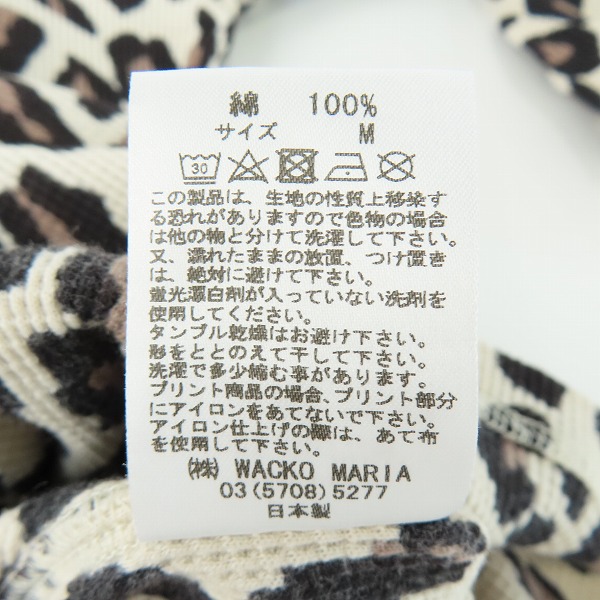 綿 100%
サイズ M
30
この製品は、生地の性質上移染す
る恐れがありますので色物の場合
は他の物と分けて洗濯して下さい。
又、濡れたままの放置、つけ置き
は、絶対に避けて下さい。
蛍光漂白剤が入っていない洗剤を
使用してください。
タンブル乾燥はお避け下さい。
形をととのえて干して下さい。
洗濯で多少縮む事があります。
プリント商品の場合、プリント部分
にアイロンをあてないで下さい。
アイロン仕上げの際は、あて布
を使用して下さい。
㈱ WACKO MARIA
03(5708)5277
日本製